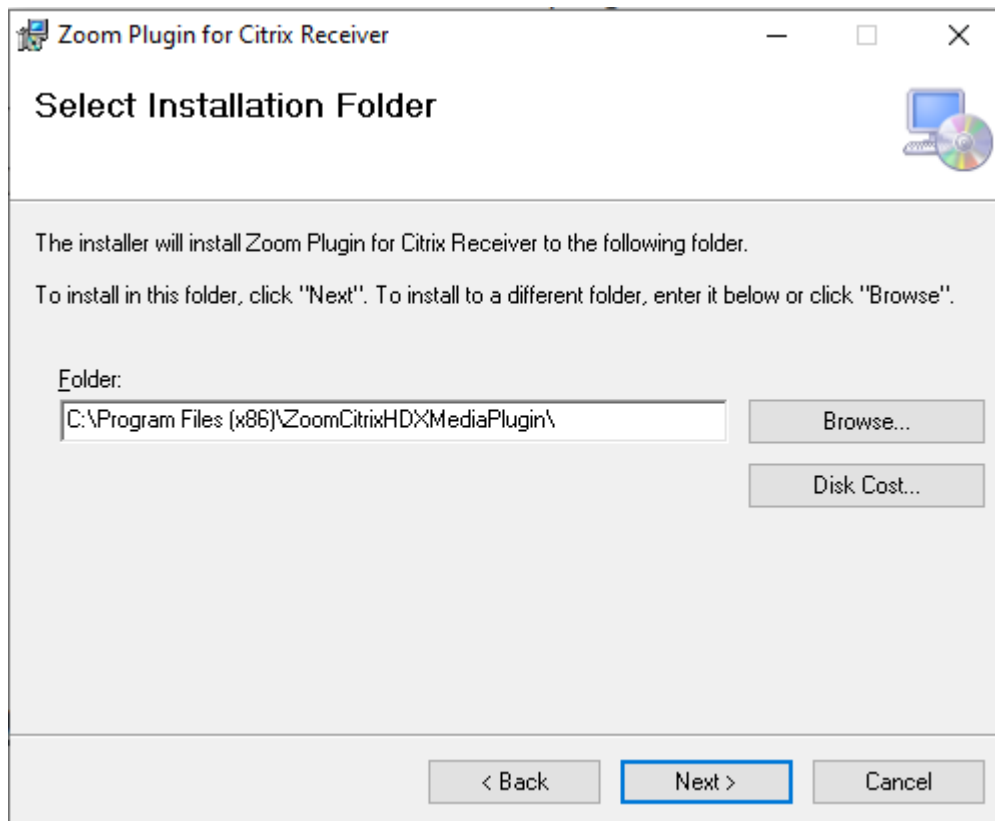 Zoom Plugin for Citrix Receiver
Select Installation Folder
The installer will install Zoom Plugin for Citrix Receiver to the following folder.
To install in this folder, click "Next". To install to a different folder, enter it below or click "Browse".
Folder:
C:\Program Files (x86)\ZoomCitrixHDXMediaPlugin\
Browse...
Disk Cost...
< Back
Next >
Cancel